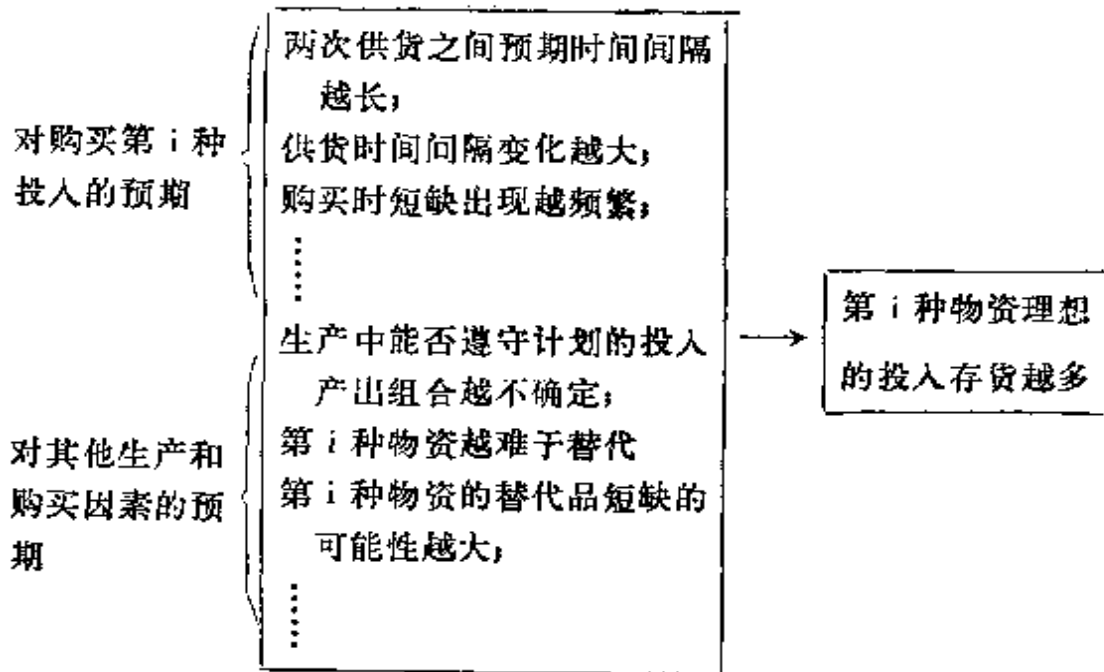 两次供货之间预期时间间隔
越长；
对购买第 i 种
投入的预期
供货时间间隔变化越大；
购买时短缺出现越频繁；
……
生产中能否遵守计划的投入
产出组合越不确定；
对其他生产和
购买因素的预
期
第 i 种物资越难于替代
第 i 种物资的替代品短缺的
可能性越大；
……
第 i 种物资理想
的投入存货越多